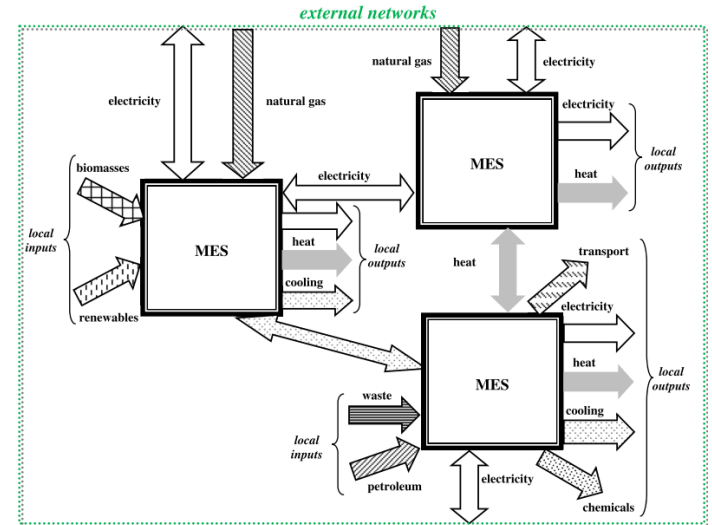 external networks
natural gas
electricity
electricity
natural gas
electricity
local
outputs
MES
heat
biomasses
electricity
local
inputs
MES
heat
cooling
local
outputs
renewables
heat
transport
electricity
MES
heat
cooling
local
outputs
waste
local
inputs
petroleum
electricity
chemicals